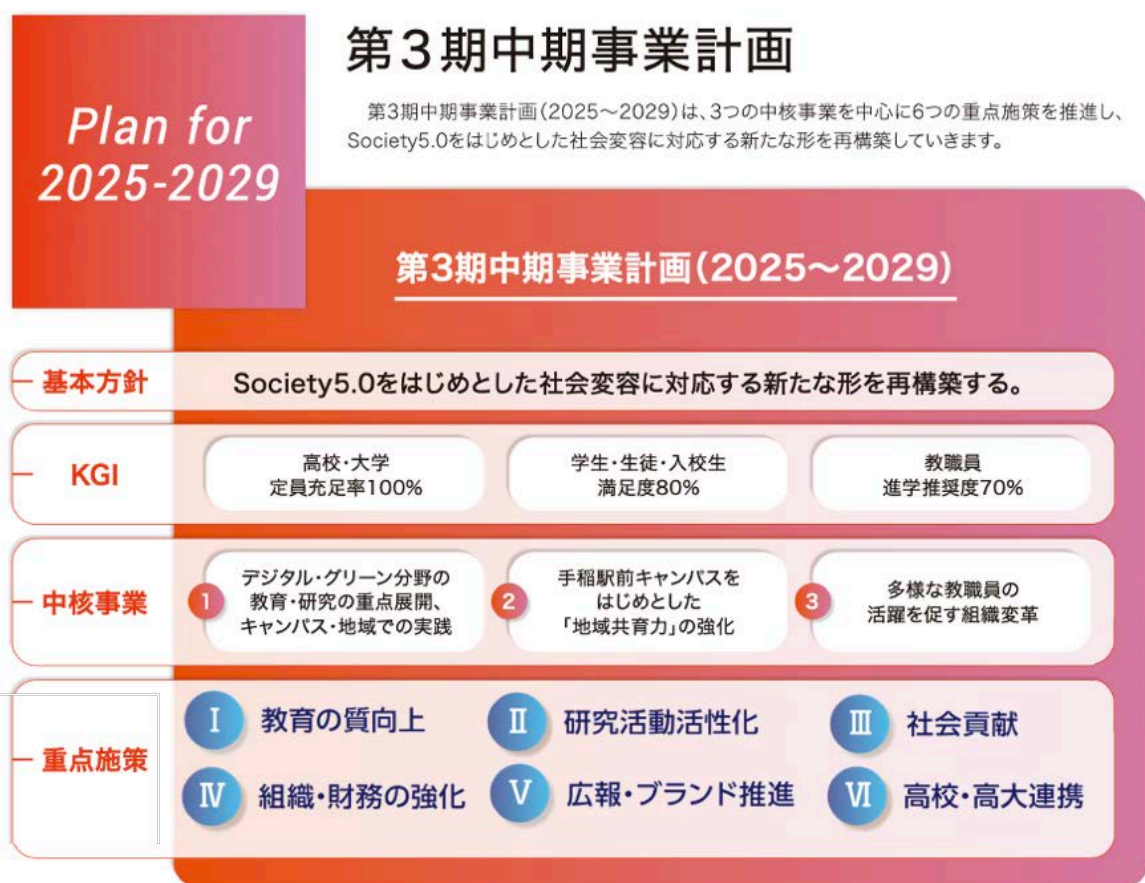 Plan for
2025-2029
第3期中期事業計画
第3期中期事業計画(2025〜2029)は、3つの中核事業を中心に6つの重点施策を推進し、
Society5.0をはじめとした社会変容に対応する新たな形を再構築していきます。
第3期中期事業計画(2025〜2029)
基本方針
Society5.0をはじめとした社会変容に対応する新たな形を再構築する。
KGI
高校・大学
定員充足率100%
学生・生徒・入校生
満足度80%
教職員
進学推奨度70%
中核事業
1
デジタル・グリーン分野の
教育・研究の重点展開、
キャンパス・地域での実践
2
手稲駅前キャンパスを
はじめとした
「地域共育力」の強化
3
多様な教職員の
活躍を促す組織変革
重点施策
Ⅰ 教育の質向上
Ⅱ 研究活動活性化
Ⅲ 社会貢献
Ⅳ 組織・財務の強化
Ⅴ 広報・ブランド推進
Ⅵ 高校・高大連携